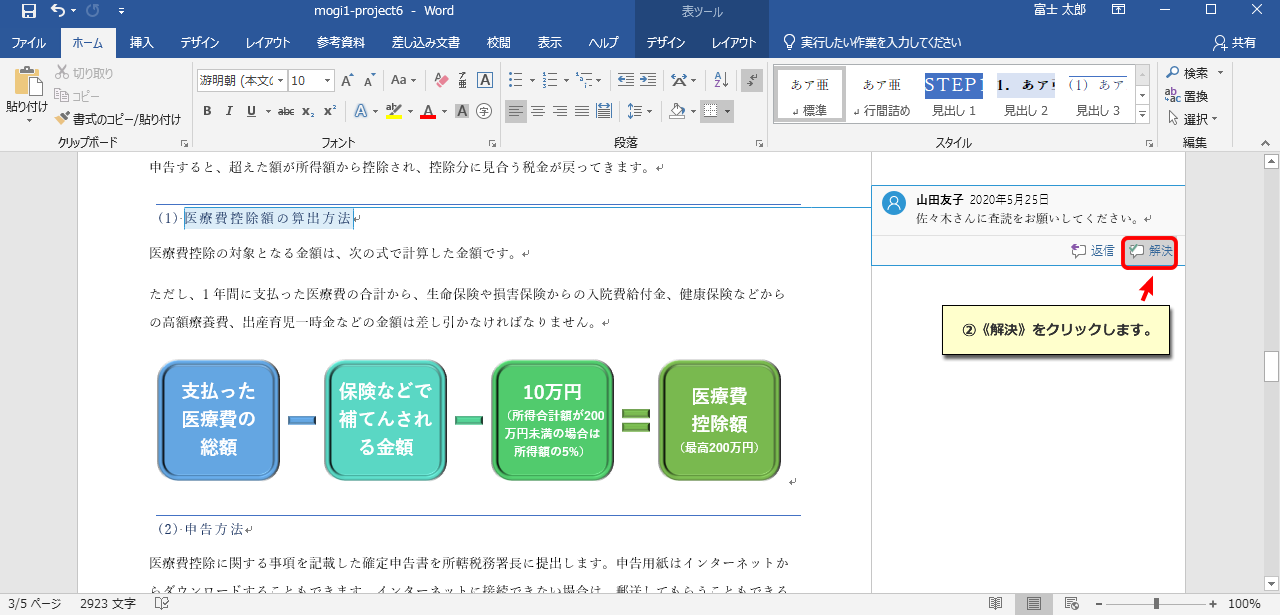 mogi1-project6 - Word
表ツール
富士 太郎
ファイル ホーム 挿入 デザイン レイアウト 参考資料 差し込み文書 校閲 表示 ヘルプ デザイン レイアウト 実行したい作業を入力してください 共有
貼り付け
切り取り
コピー
書式のコピー/貼り付け
クリップボード
游明朝 (本文の
10
フォント
段落
あア亜 標準
あア亜 行間詰め
STEP1 見出し 1
1. あア 見出し 2
(1) あア 見出し 3
スタイル
検索
置換
選択
編集
申告すると、超えた額が所得額から控除され、控除分に見合う税金が戻ってきます。
(1) 医療費控除額の算出方法
医療費控除の対象となる金額は、次の式で計算した金額です。
ただし、1 年間に支払った医療費の合計から、生命保険や損害保険からの入院費給付金、健康保険などから
の高額療養費、出産育児一時金などの金額は差し引かなければなりません。
支払った
医療費の
総額
保険などで
補てんされ
る金額
10万円
(所得合計額が200
万円未満の場合は
所得額の5%)
医療費
控除額
(最高200万円)
(2) 申告方法
医療費控除に関する事項を記載した確定申告書を所轄税務署長に提出します。申告用紙はインターネットか
らダウンロードすることもできます。インターネットに接続できない場合は、郵送してもらうこともできる
山田友子 2020年5月25日
佐々木さんに査読をお願いしてください。
返信 解決
②《解決》をクリックします。
3/5 ページ 2923 文字
100%